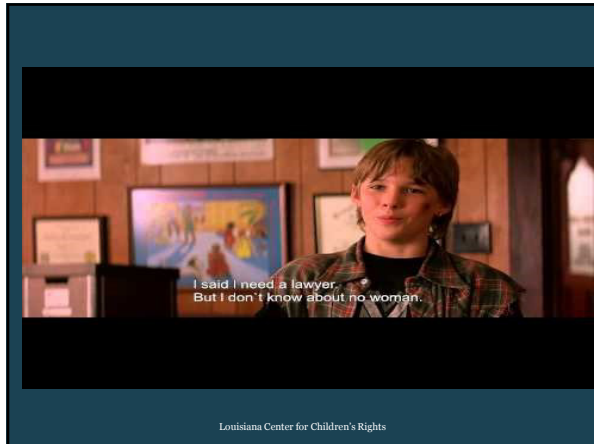 I said I need a lawyer.
But I don't know about no woman.
Louisiana Center for Children's Rights